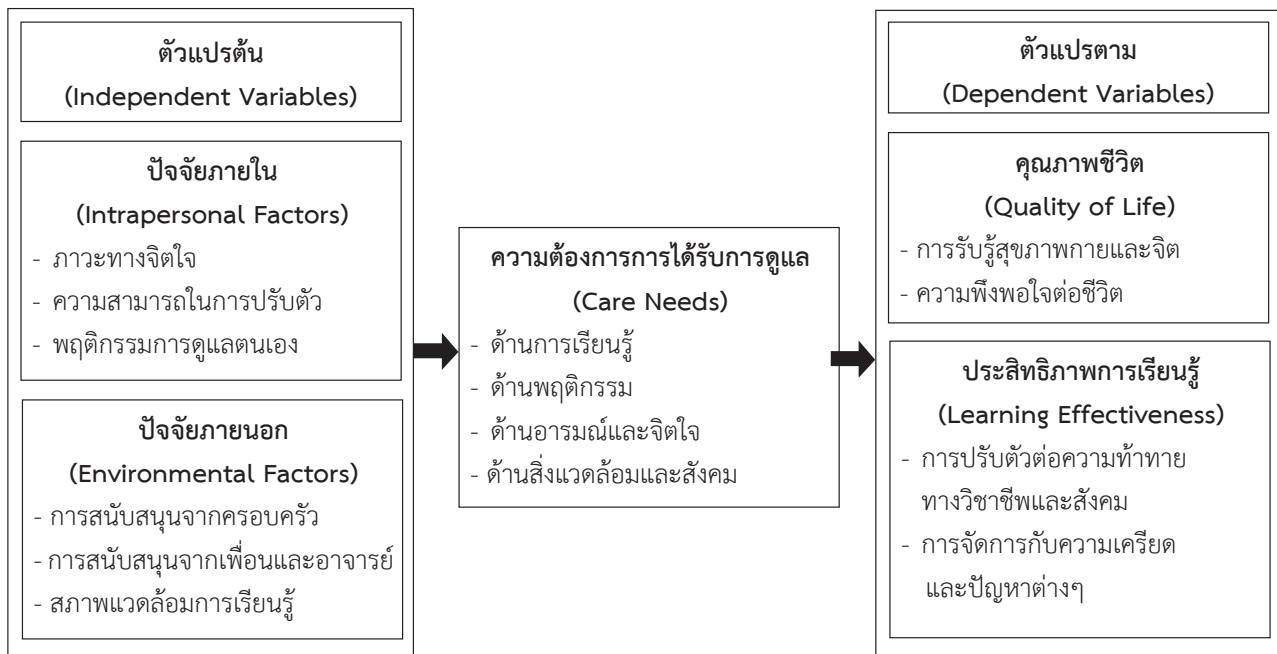 ตัวแปรต้น
(Independent Variables)
ปัจจัยภายใน
(Intrapersonal Factors)
- ภาวะทางจิตใจ
- ความสามารถในการปรับตัว
- พฤติกรรมการดูแลตนเอง
ปัจจัยภายนอก
(Environmental Factors)
- การสนับสนุนจากครอบครัว
- การสนับสนุนจากเพื่อนและอาจารย์
- สภาพแวดล้อมการเรียนรู้
ความต้องการการได้รับการดูแล
(Care Needs)
- ด้านการเรียนรู้
- ด้านพฤติกรรม
- ด้านอารมณ์และจิตใจ
- ด้านสิ่งแวดล้อมและสังคม
ตัวแปรตาม
(Dependent Variables)
คุณภาพชีวิต
(Quality of Life)
- การรับรู้สุขภาพกายและจิต
- ความพึงพอใจต่อชีวิต
ประสิทธิภาพการเรียนรู้
(Learning Effectiveness)
- การปรับตัวต่อความท้าทาย
ทางวิชาชีพและสังคม
- การจัดการกับความเครียด
และปัญหาต่างๆ